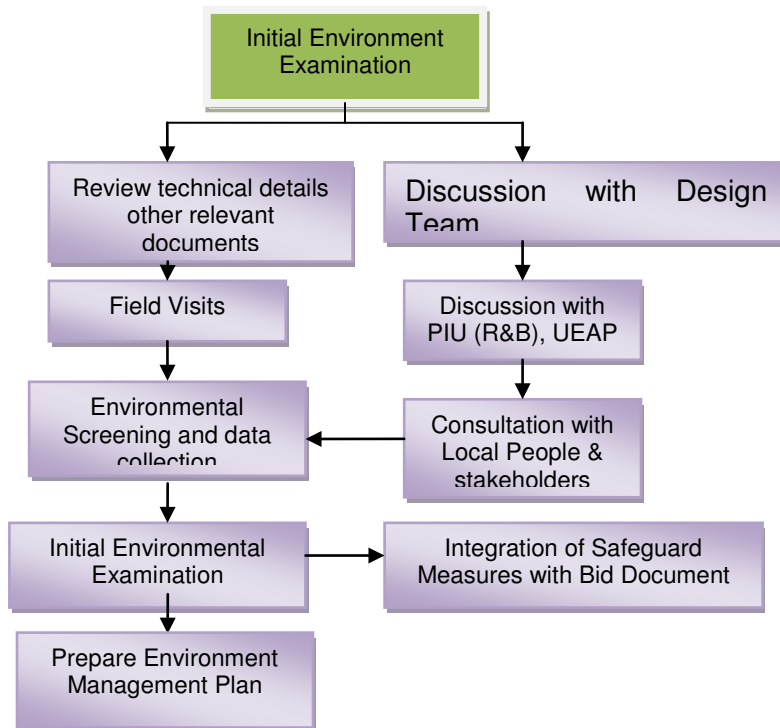 Initial Environment
Examination
Review technical details
other relevant
documents
Discussion with Design
Team
Field Visits
Discussion with
PIU (R&B), UEAP
Environmental
Screening and data
collection
Consultation with
Local People &
stakeholders
Initial Environmental
Examination
Integration of Safeguard
Measures with Bid Document
Prepare Environment
Management Plan